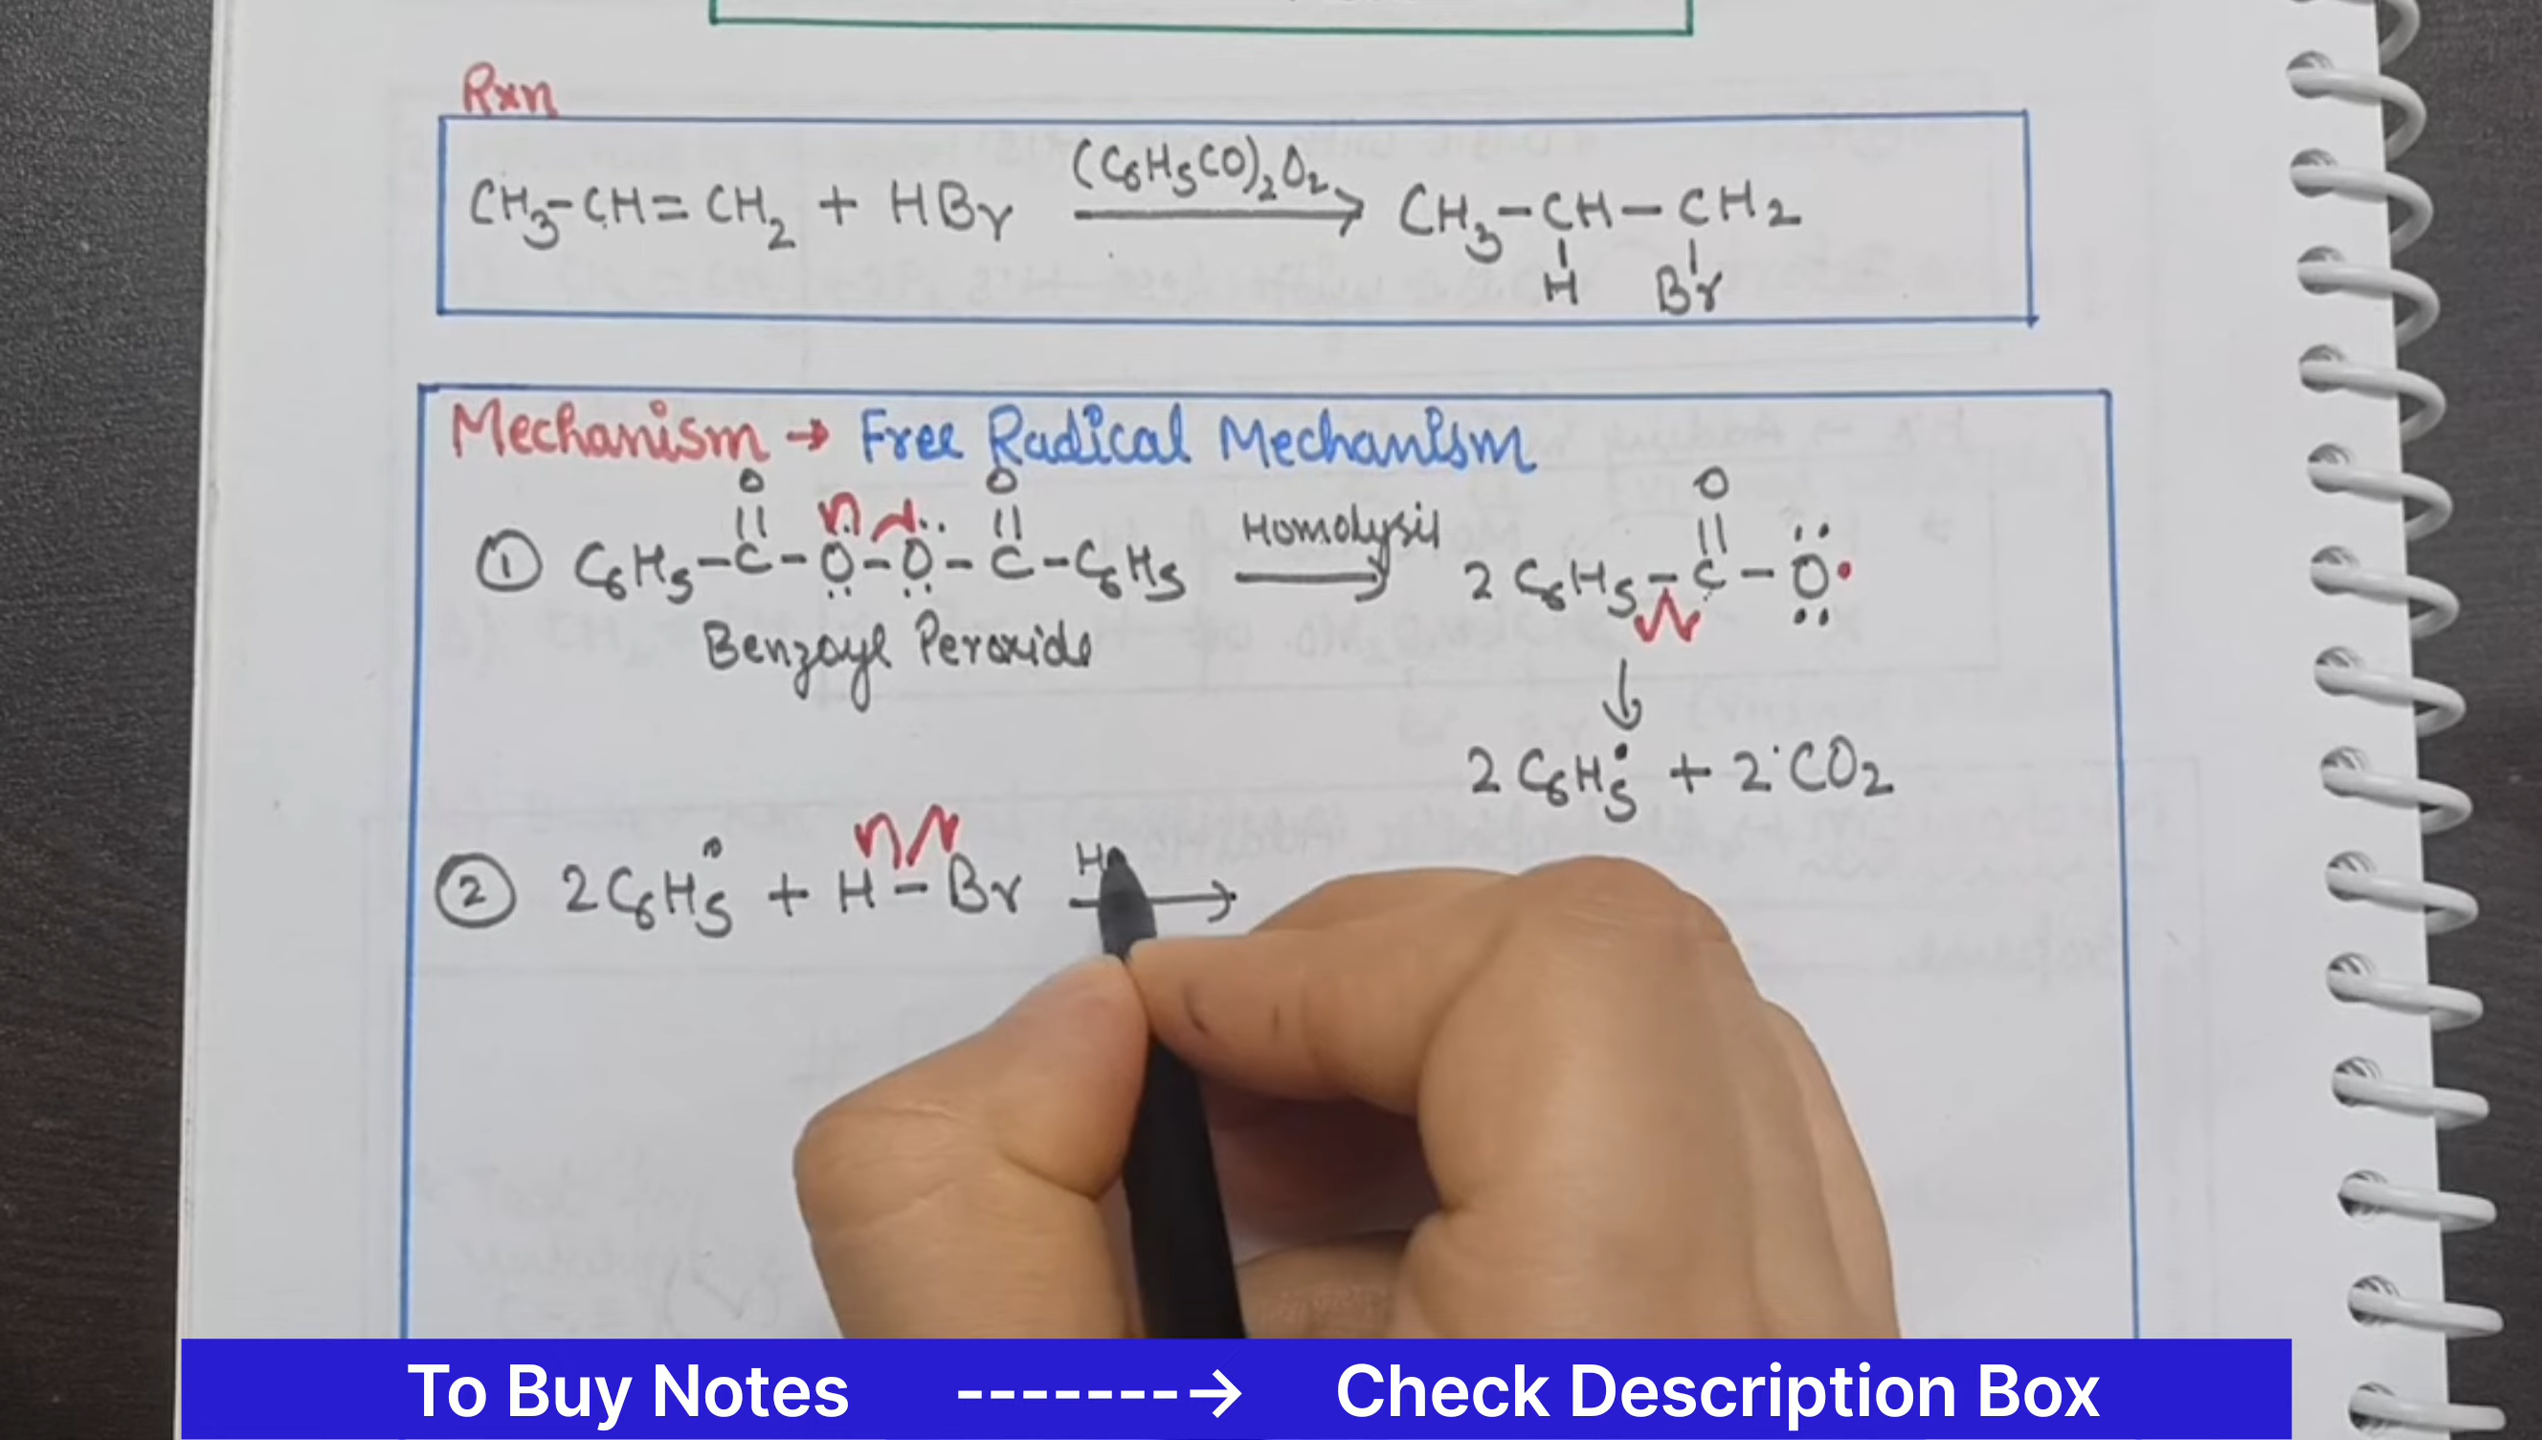 Rxn
CH3-CH=CH2 + HBr (C6H5CO)2O2 → CH3-CH-CH2
H Br
Mechanism → Free Radical Mechanism
O O O
① C6H5-C-O-O-C-C6H5 Homolysis → 2 C6H5-C-O•
Benzoyl Peroxide
↓
2 C6H5• + 2 CO2
② 2C6H5• + H-Br H →
To Buy Notes -------→ Check Description Box